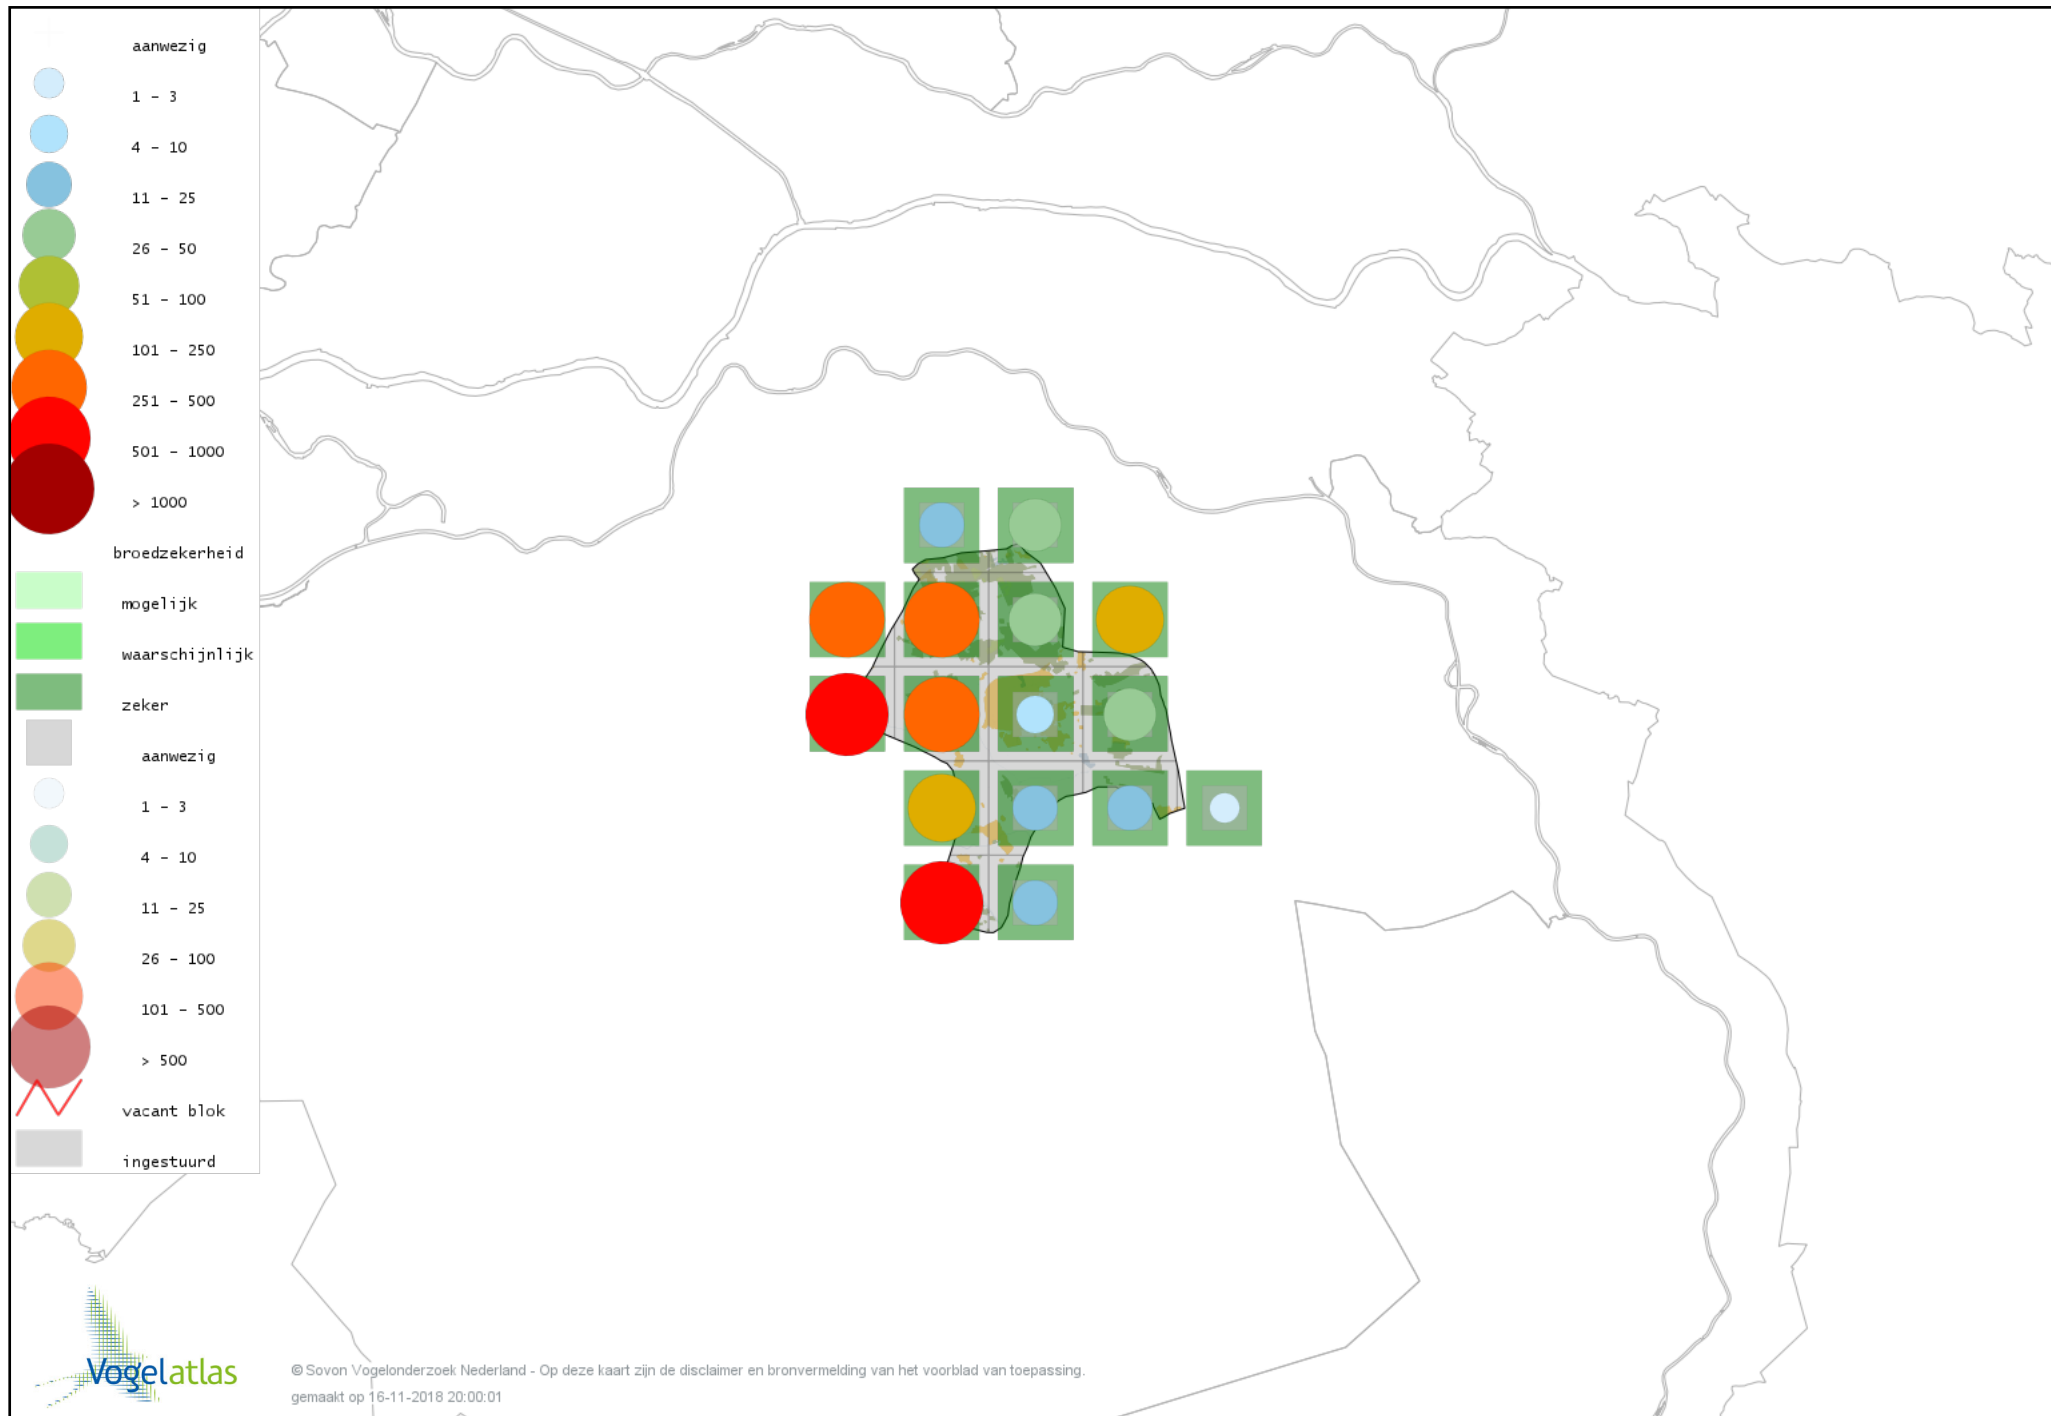 aanwezig
1 - 3
4 - 10
11 - 25
26 - 50
51 - 100
101 - 250
251 - 500
501 - 1000
> 1000
broedzekerheid
mogelijk
waarschijnlijk
zeker
aanwezig
1 - 3
4 - 10
11 - 25
26 - 100
101 - 500
> 500
vacant blok
ingestuurd
Vogelatlas
© Sovon Vogelonderzoek Nederland - Op deze kaart zijn de disclaimer en bronvermelding van het voorblad van toepassing.
gemaakt op 16-11-2018 20:00:01